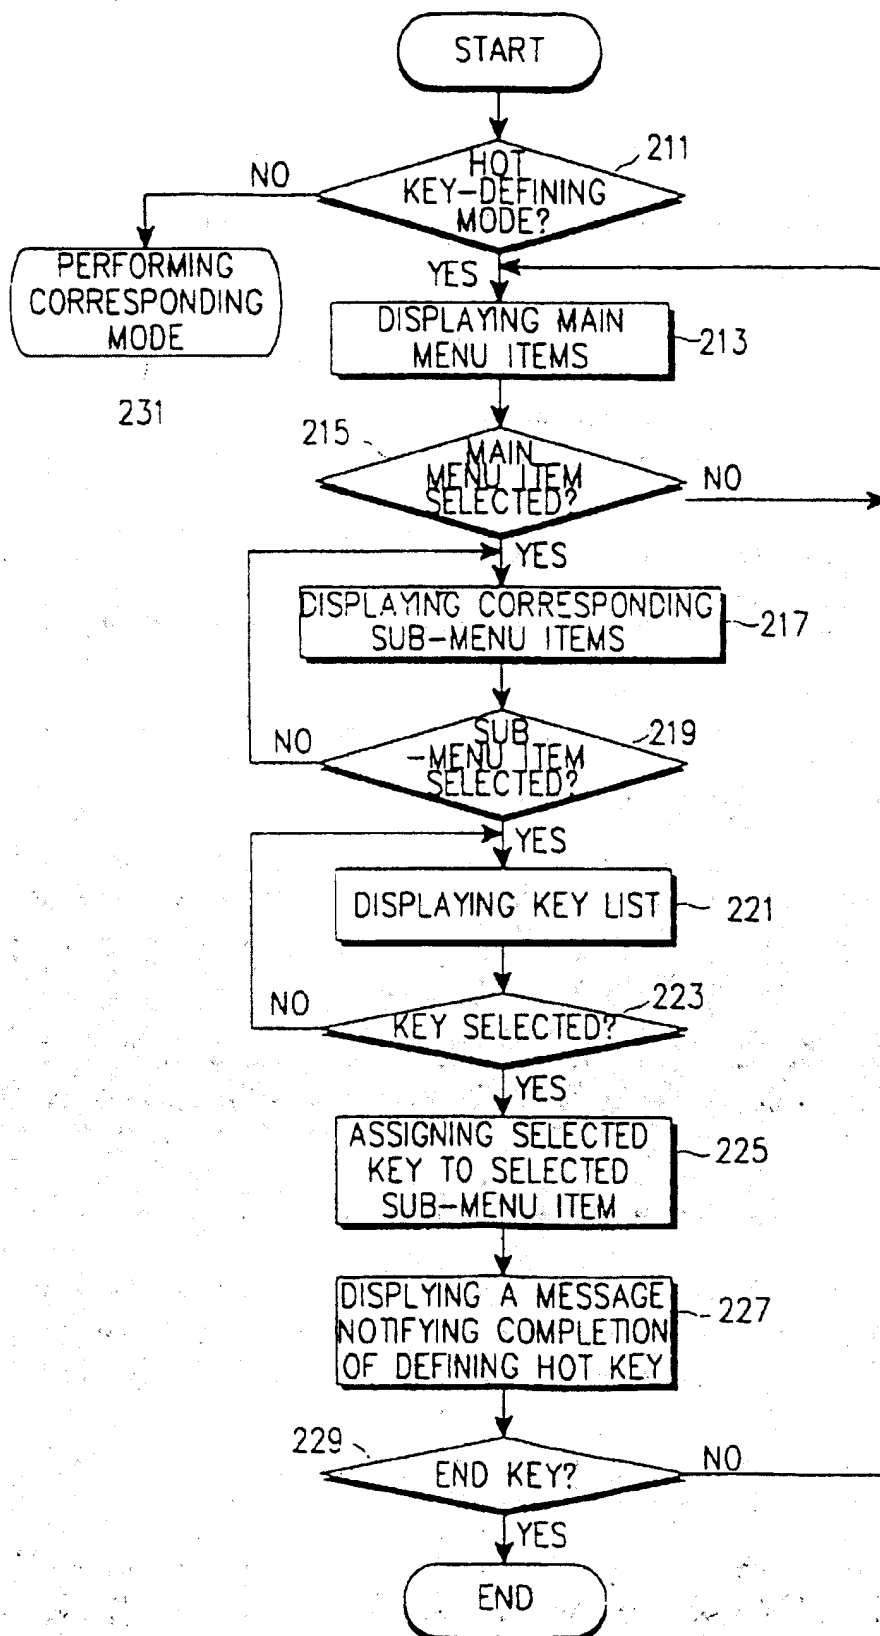 START
HOT
KEY-DEFINING
MODE?
211
NO
YES
PERFORMING
CORRESPONDING
MODE
231
DISPLAYING MAIN
MENU ITEMS
213
215
MAIN
MENU ITEM
SELECTED?
NO
YES
DISPLAYING CORRESPONDING
SUB-MENU ITEMS
217
SUB
-MENU ITEM
SELECTED?
219
NO
YES
DISPLAYING KEY LIST
221
KEY SELECTED?
223
NO
YES
ASSIGNING SELECTED
KEY TO SELECTED
SUB-MENU ITEM
225
DISPLYING A MESSAGE
NOTIFYING COMPLETION
OF DEFINING HOT KEY
227
229
END KEY?
NO
YES
END